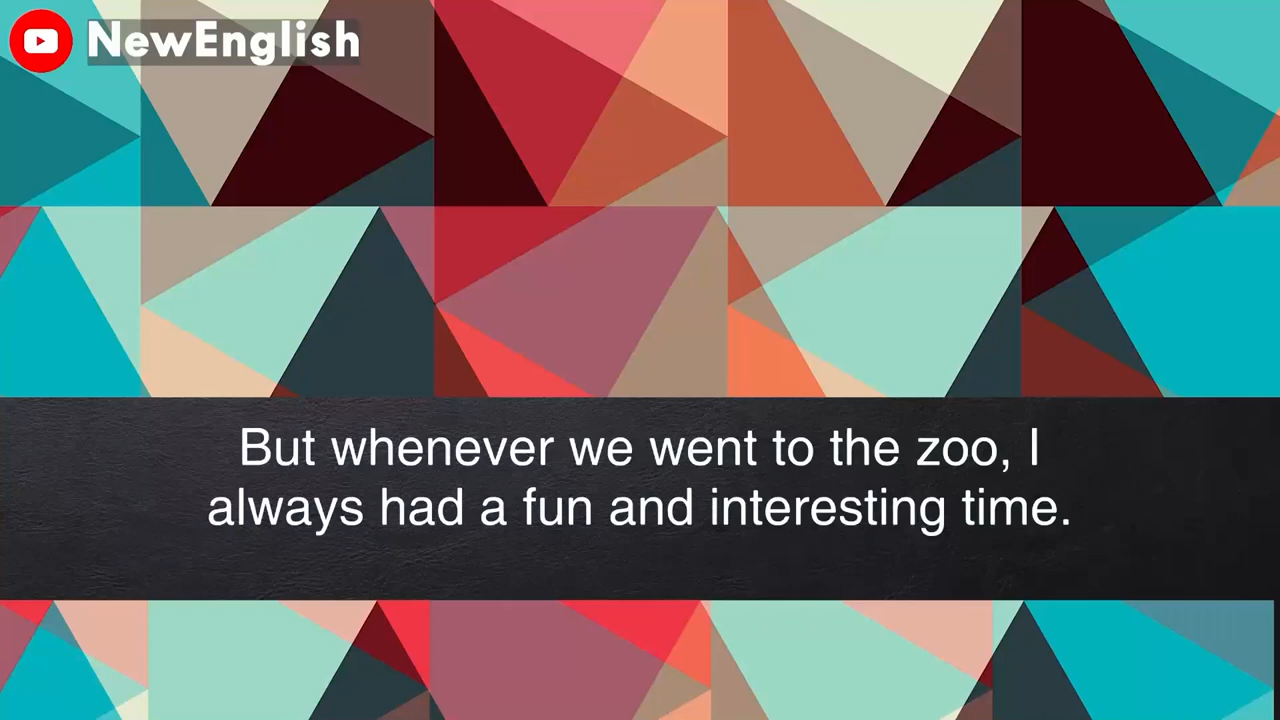 NewEnglish
But whenever we went to the zoo, I
always had a fun and interesting time.